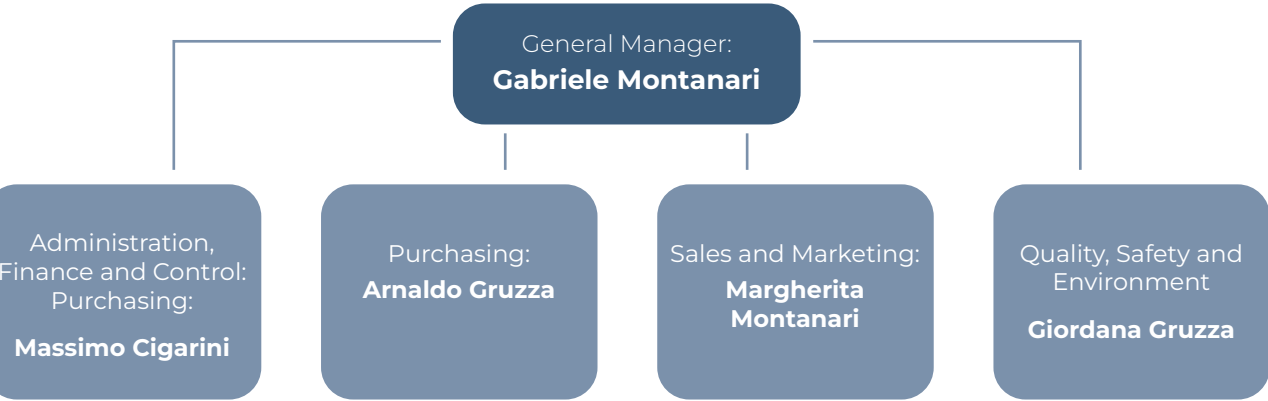 General Manager:
Gabriele Montanari
Administration,
Finance and Control:
Purchasing:
Massimo Cigarini
Purchasing:
Arnaldo Gruzza
Sales and Marketing:
Margherita
Montanari
Quality, Safety and
Environment
Giordana Gruzza